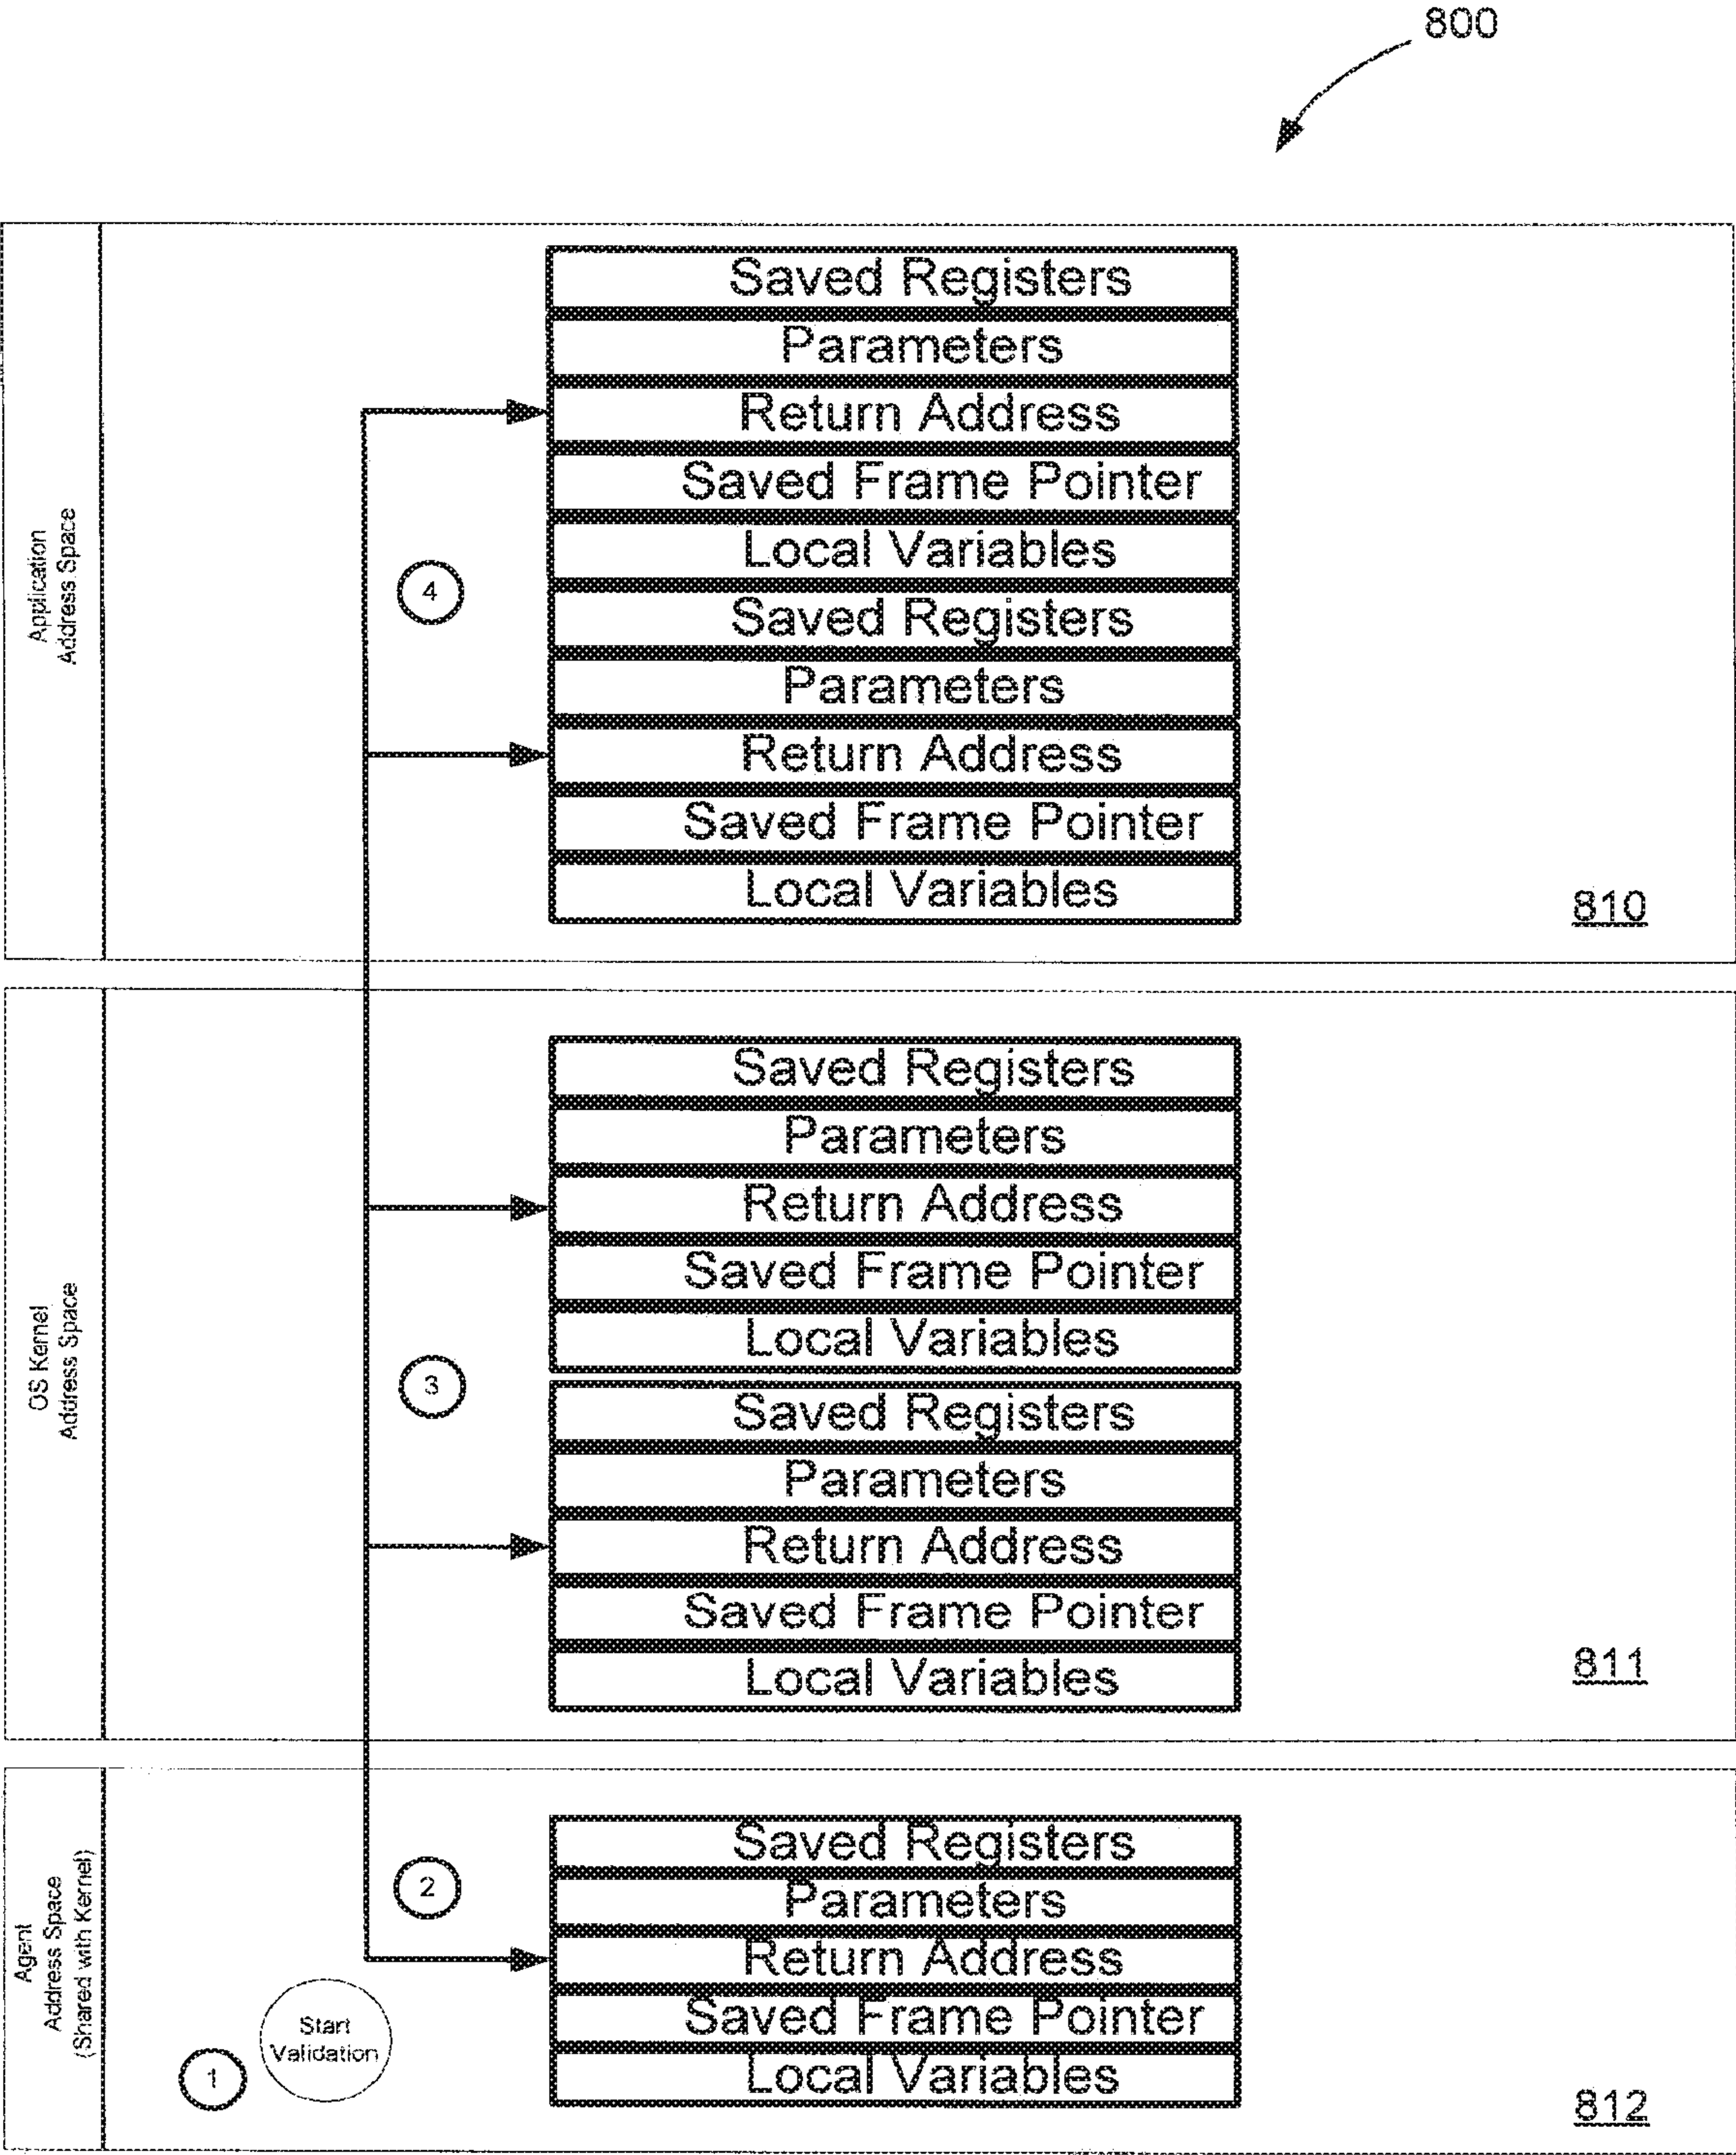 800
Application
Address Space
Saved Registers
Parameters
Return Address
Saved Frame Pointer
Local Variables
4
Saved Registers
Parameters
Return Address
Saved Frame Pointer
Local Variables
810
OS Kernel
Address Space
Saved Registers
Parameters
Return Address
Saved Frame Pointer
Local Variables
3
Saved Registers
Parameters
Return Address
Saved Frame Pointer
Local Variables
811
Agent
Address Space
(Shared with Kernel)
Saved Registers
2
Parameters
Return Address
Saved Frame Pointer
Start
Validation
1
Local Variables
812